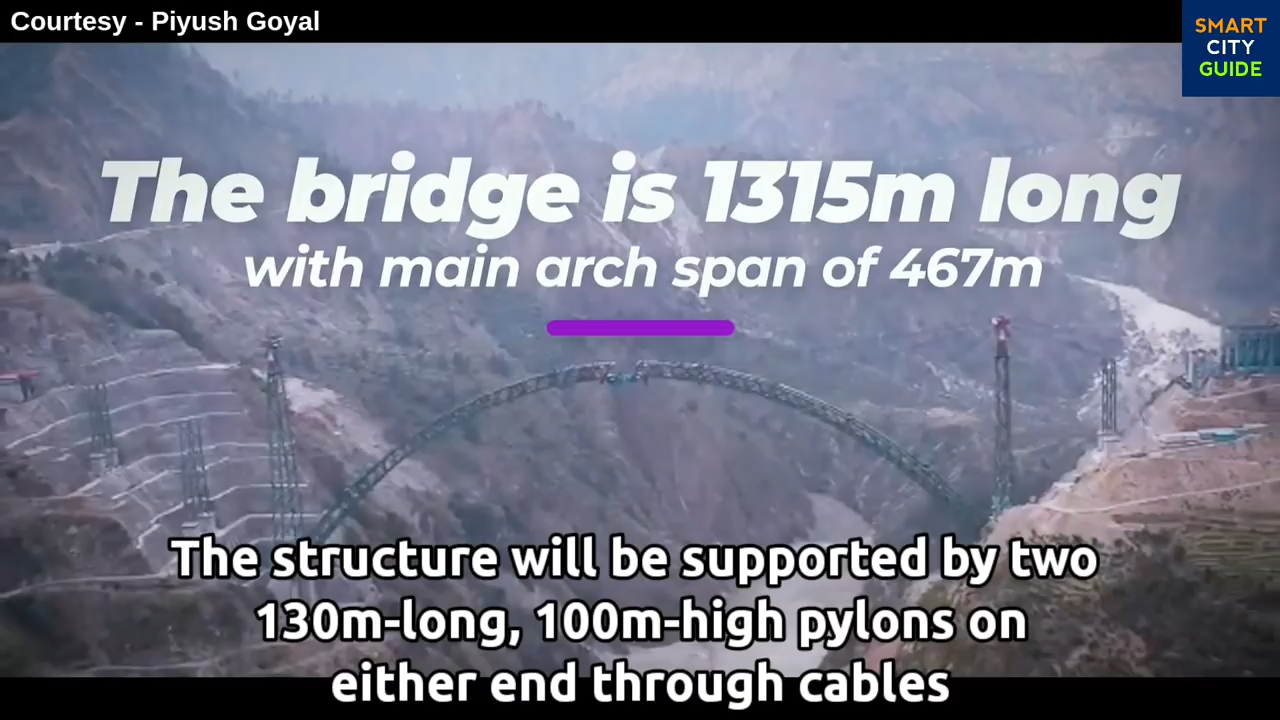 Courtesy - Piyush Goyal
SMART
CITY
GUIDE
The bridge is 1315m long
with main arch span of 467m
The structure will be supported by two
130m-long, 100m-high pylons on
either end through cables